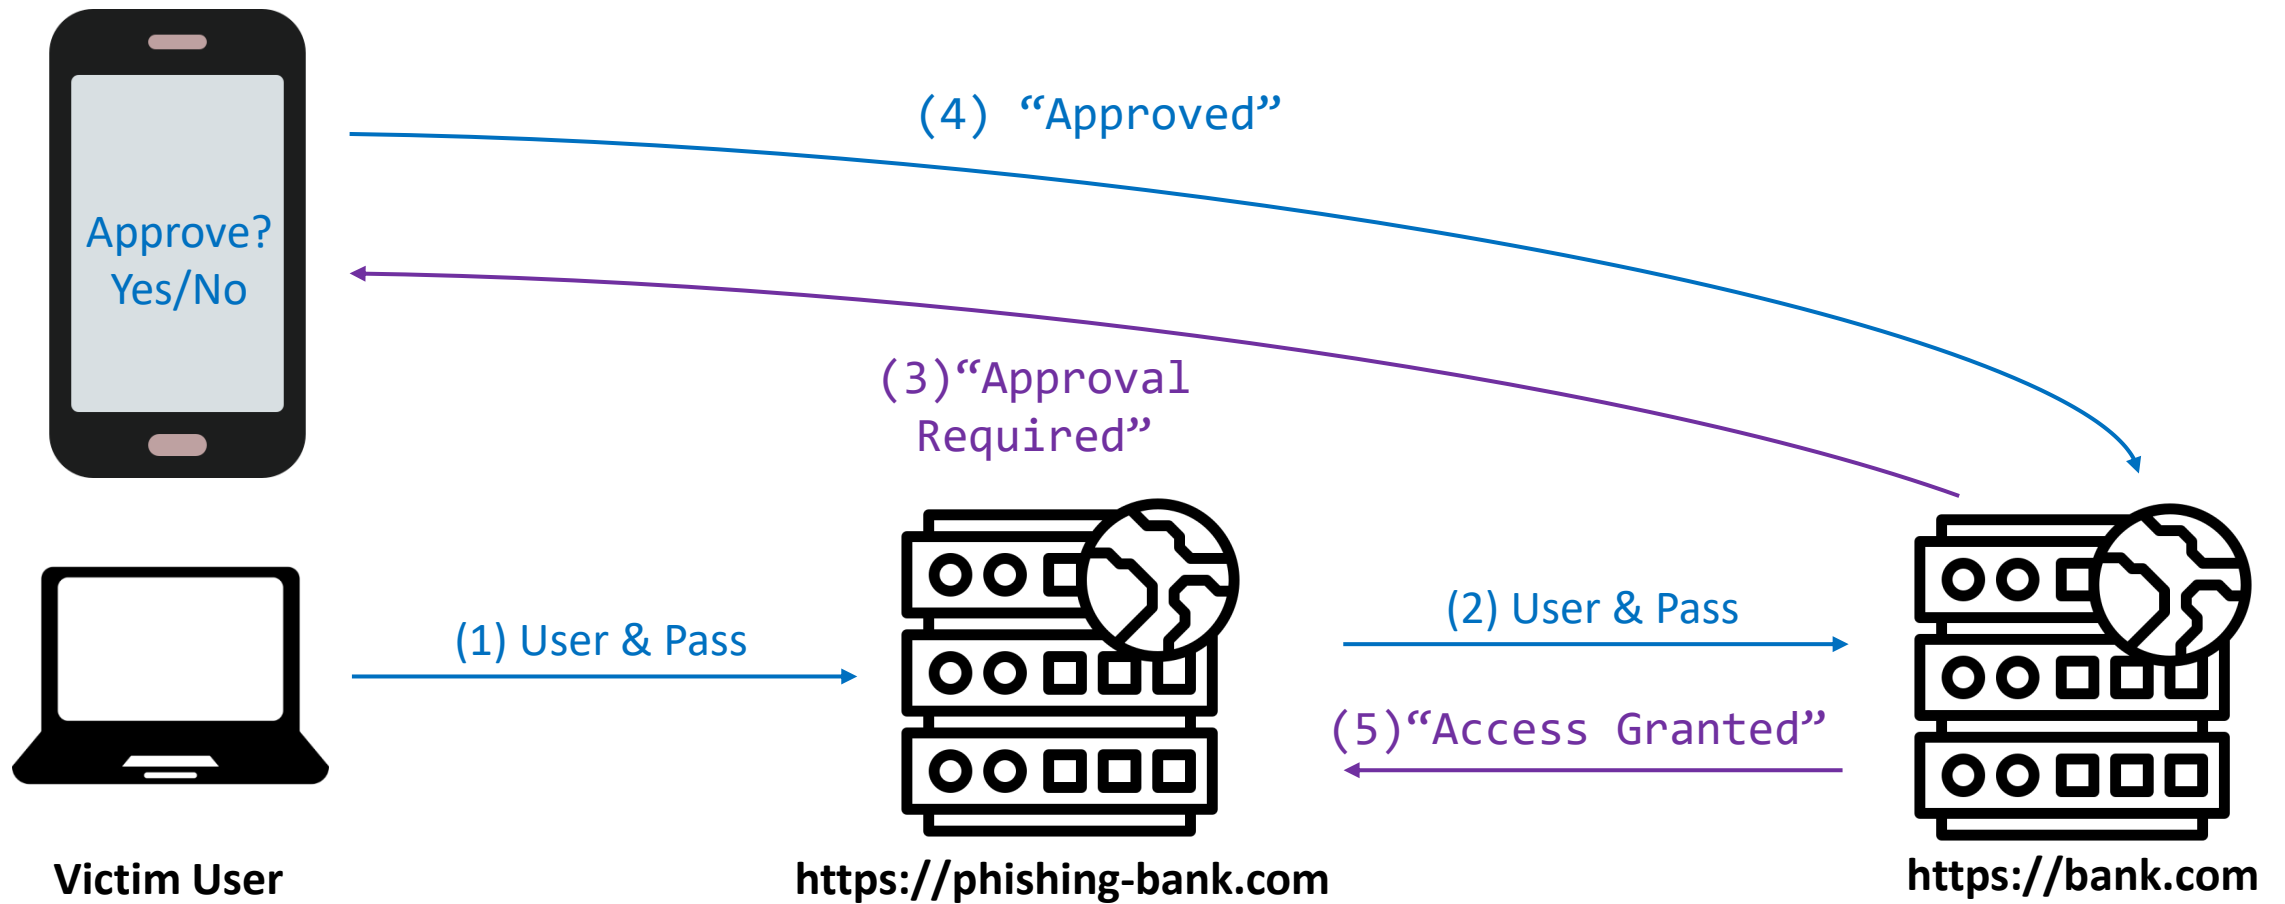 (4) “Approved”
Approve?
Yes/No
(3)“Approval
Required”
(1) User & Pass
(2) User & Pass
(5)“Access Granted”
Victim User
https://phishing-bank.com
https://bank.com